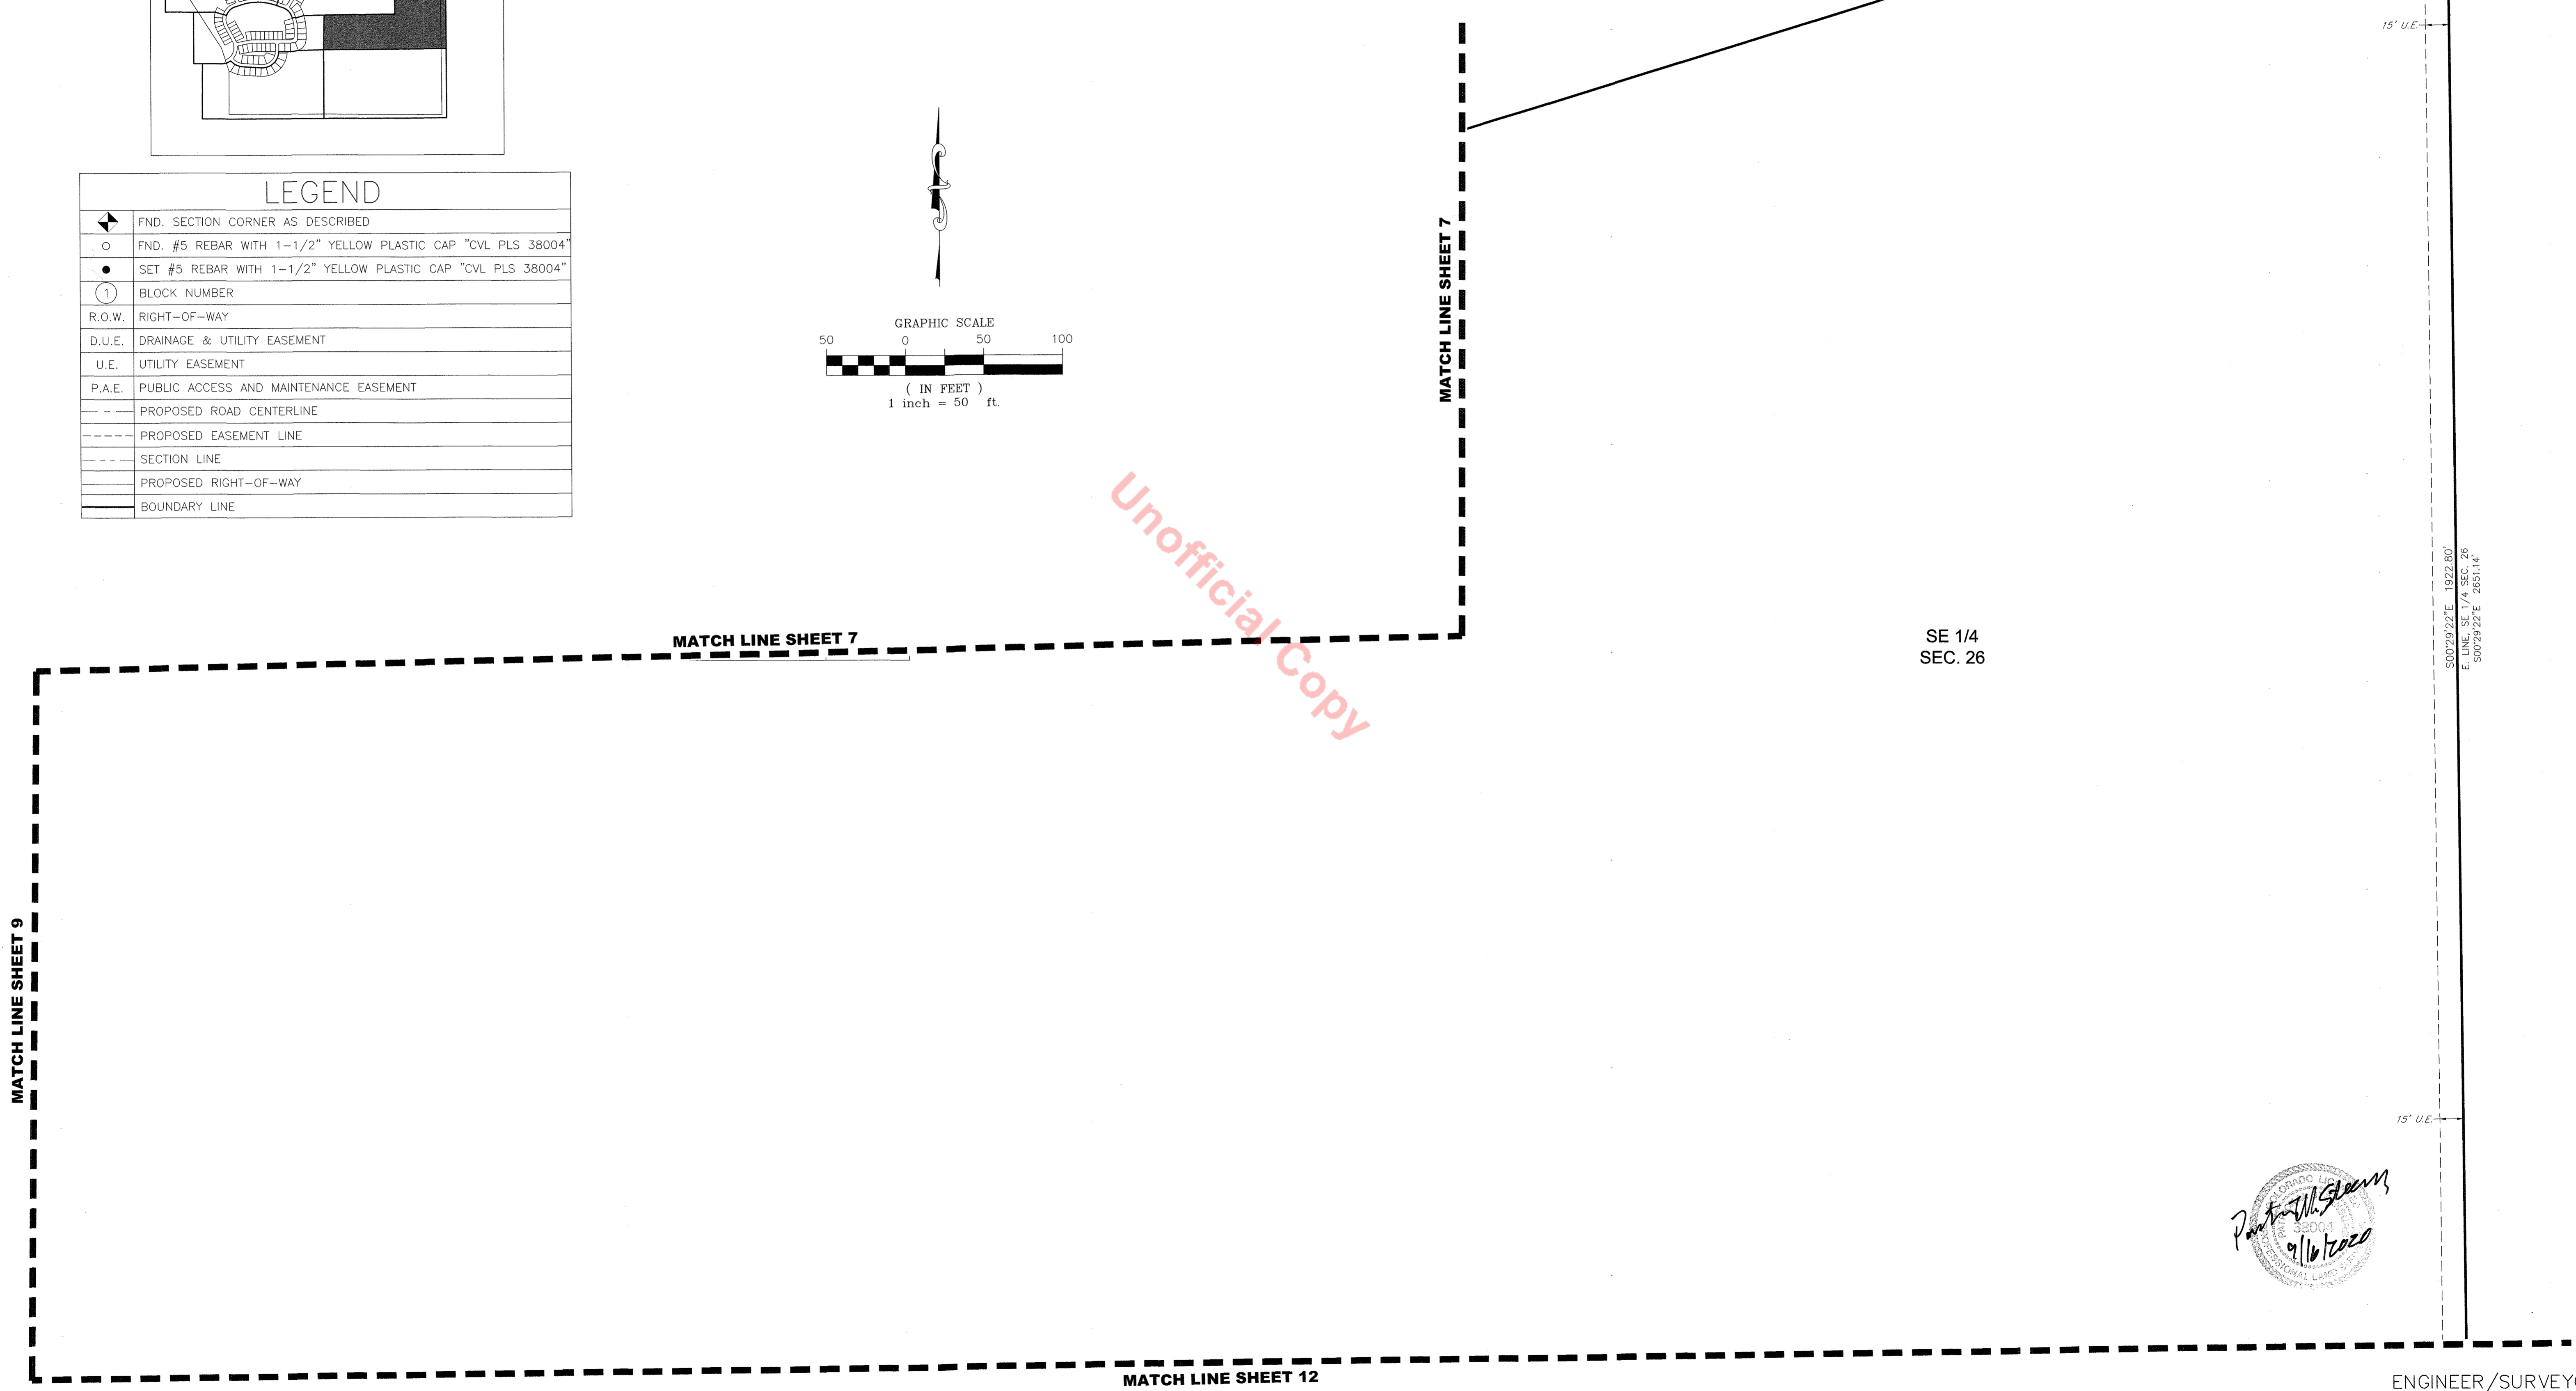 15' U.E.
LEGEND
FND. SECTION CORNER AS DESCRIBED
FND. #5 REBAR WITH 1-1/2" YELLOW PLASTIC CAP "CVL PLS 38004"
SET #5 REBAR WITH 1-1/2" YELLOW PLASTIC CAP "CVL PLS 38004"
1 BLOCK NUMBER
R.O.W. RIGHT-OF-WAY
D.U.E. DRAINAGE & UTILITY EASEMENT
U.E. UTILITY EASEMENT
P.A.E. PUBLIC ACCESS AND MAINTENANCE EASEMENT
PROPOSED ROAD CENTERLINE
PROPOSED EASEMENT LINE
SECTION LINE
PROPOSED RIGHT-OF-WAY
BOUNDARY LINE
GRAPHIC SCALE
50 0 50 100
( IN FEET )
1 inch = 50 ft.
MATCH LINE SHEET 7
Unofficial Copy
MATCH LINE SHEET 7
SE 1/4
SEC. 26
S00°29'22"E 1922.80'
E. LINE, SE 1/4 SEC. 26
S00°29'22"E 2651.14'
MATCH LINE SHEET 9
15' U.E.
38004
9/16/2020
MATCH LINE SHEET 12
ENGINEER/SURVEYO